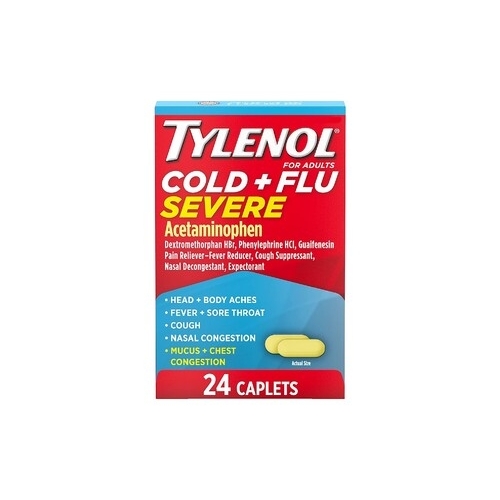 TYLENOL®
FOR ADULTS
COLD + FLU
SEVERE
Acetaminophen
Dextromethorphan HBr, Phenylephrine HCl, Guaifenesin
Pain Reliever–Fever Reducer, Cough Suppressant,
Nasal Decongestant, Expectorant
• HEAD + BODY ACHES
• FEVER + SORE THROAT
• COUGH
• NASAL CONGESTION
• MUCUS + CHEST
CONGESTION
Actual Size
24 CAPLETS